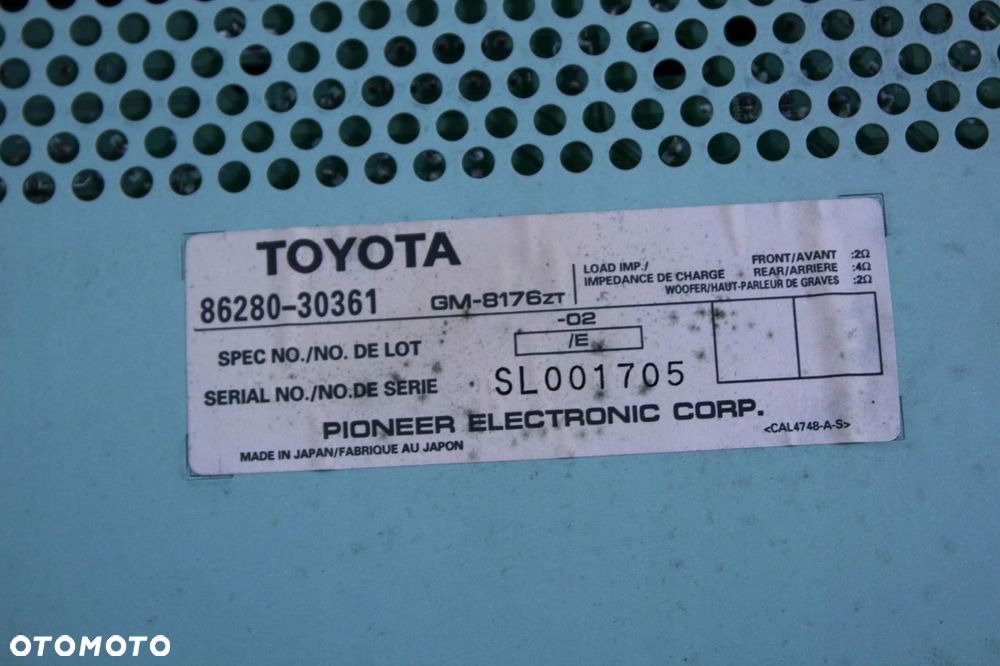 TOYOTA
86280-30361 GM-8176ZT
LOAD IMP./ FRONT/AVANT :2Ω
IMPEDANCE DE CHARGE REAR/ARRIERE :4Ω
WOOFER/HAUT-PARLEUR DE GRAVES :2Ω
-02
SPEC NO./NO. DE LOT /E
SERIAL NO./NO.DE SERIE SL001705
PIONEER ELECTRONIC CORP.
MADE IN JAPAN/FABRIQUE AU JAPON <CAL4748-A-S>
OTOMOTO